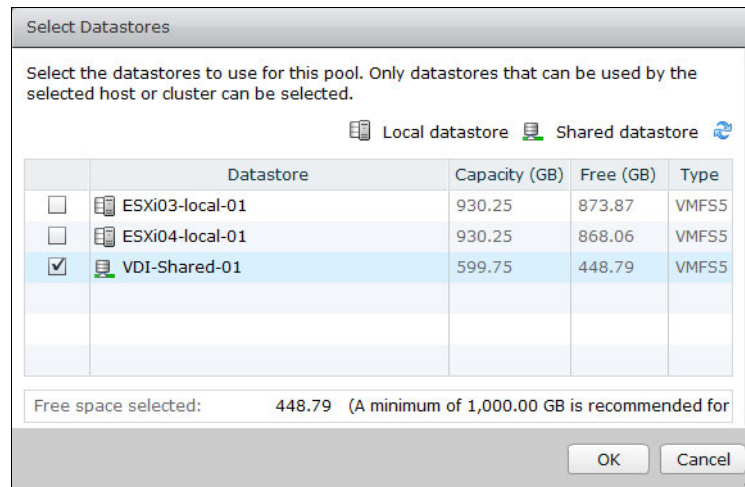 Select Datastores
Select the datastores to use for this pool. Only datastores that can be used by the
selected host or cluster can be selected.
Local datastore Shared datastore
Datastore Capacity (GB) Free (GB) Type
ESXi03-local-01 930.25 873.87 VMFS5
ESXi04-local-01 930.25 868.06 VMFS5
VDI-Shared-01 599.75 448.79 VMFS5
Free space selected: 448.79 (A minimum of 1,000.00 GB is recommended for
OK Cancel